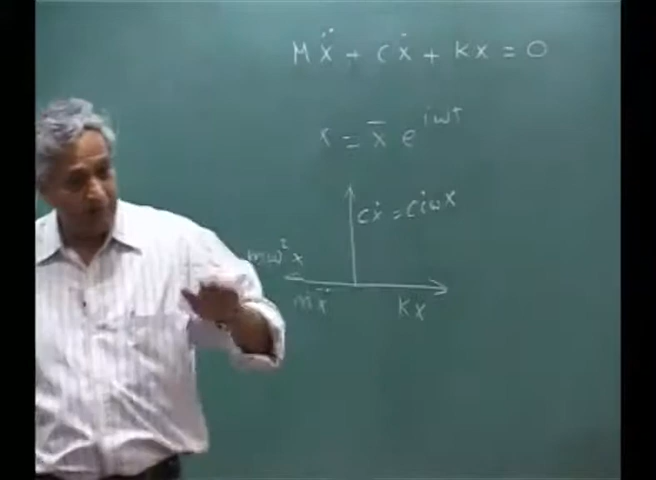 Mẍ + cẋ + kx = 0
x = x̄ e^{iωt}
cẋ = ciωx
mω²x
mẍ kx